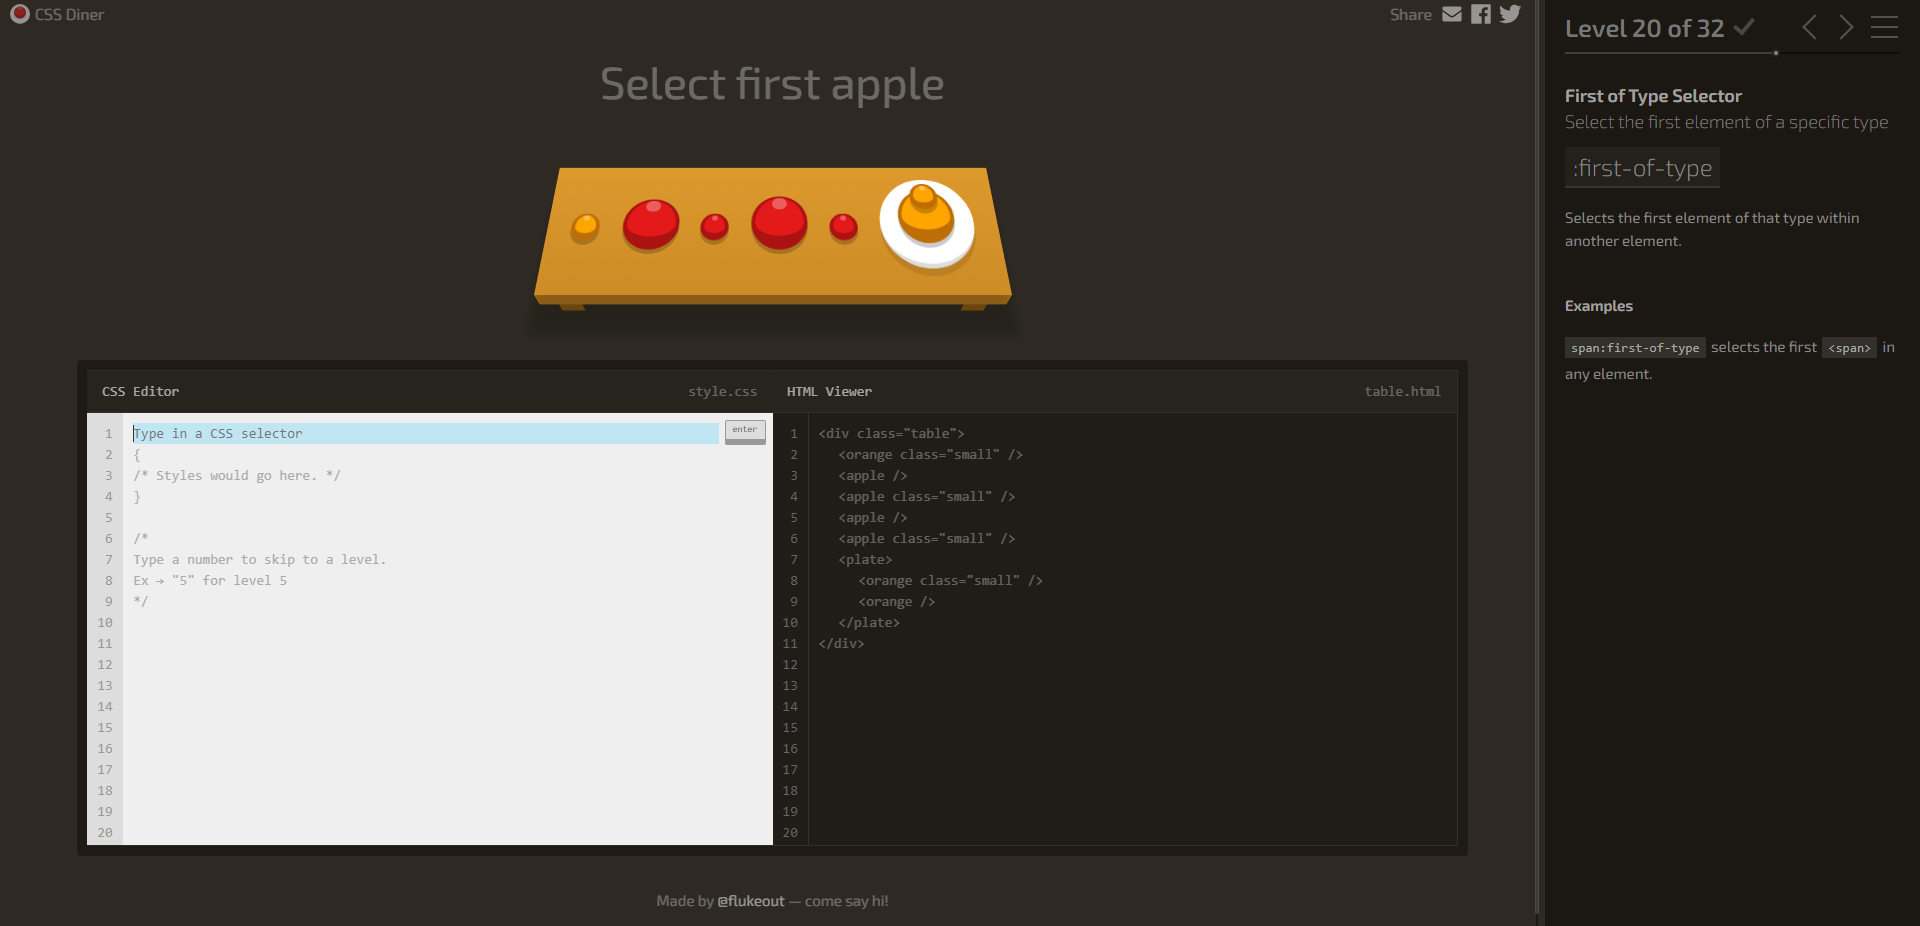 CSS Diner
Share
Select first apple
CSS Editor
style.css
1 Type in a CSS selector
enter
2 {
3 /* Styles would go here. */
4 }
5
6 /*
7 Type a number to skip to a level.
8 Ex → "5" for level 5
9 */
10
11
12
13
14
15
16
17
18
19
20
HTML Viewer
table.html
1 <div class="table">
2 <orange class="small" />
3 <apple />
4 <apple class="small" />
5 <apple />
6 <apple class="small" />
7 <plate>
8 <orange class="small" />
9 <orange />
10 </plate>
11 </div>
12
13
14
15
16
17
18
19
20
Made by @flukeout — come say hi!
Level 20 of 32
First of Type Selector
Select the first element of a specific type
:first-of-type
Selects the first element of that type within
another element.
Examples
span:first-of-type selects the first <span> in
any element.